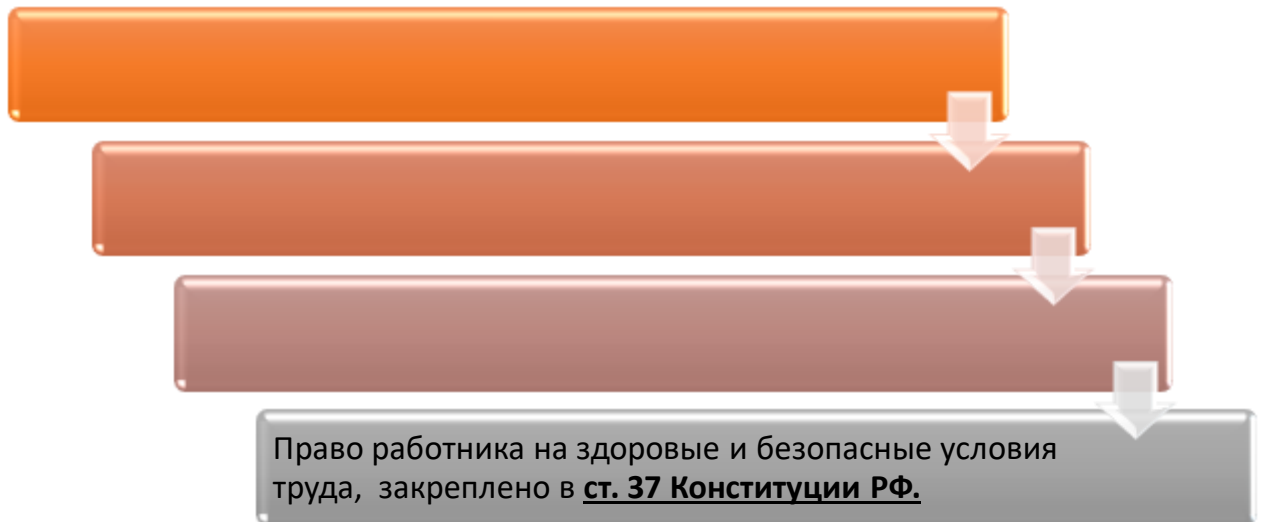 Право работника на здоровые и безопасные условия
труда, закреплено в ст. 37 Конституции РФ.